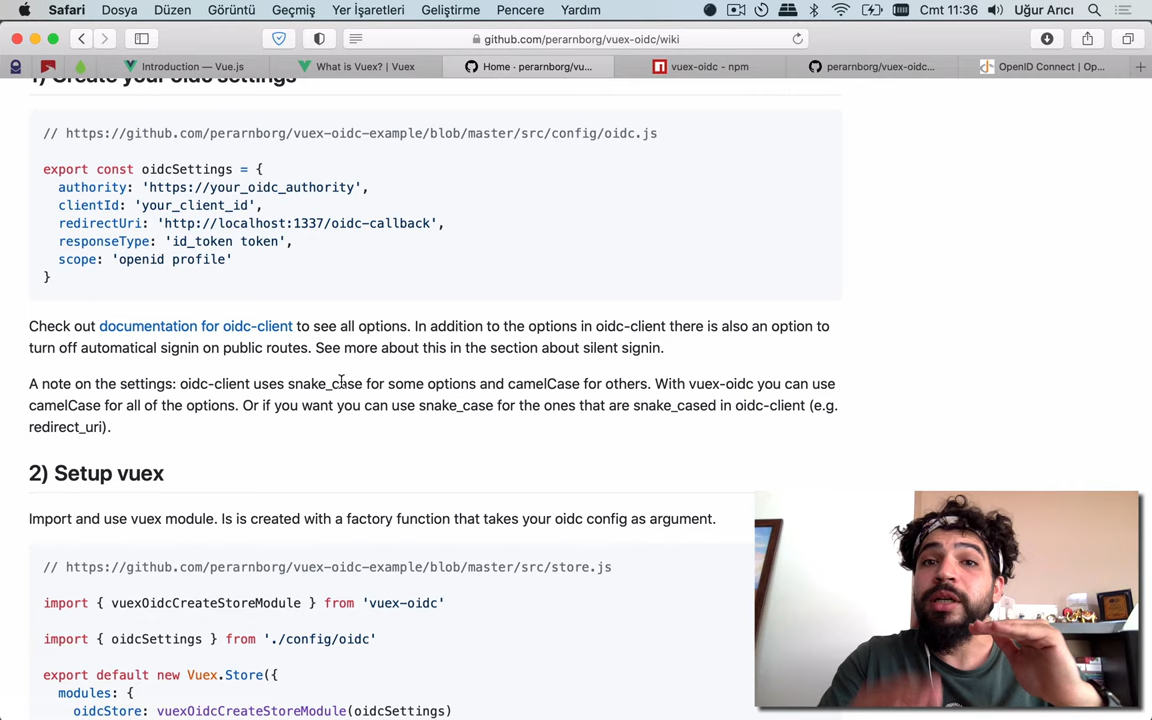 Safari Dosya Düzen Görüntü Geçmiş Yer İşaretleri Geliştirme Pencere Yardım Cmt 11:36 Uğur Arıcı
github.com/perarnborg/vuex-oidc/wiki
Introduction — Vue.js What is Vuex? | Vuex Home · perarnborg/vu... vuex-oidc - npm perarnborg/vuex-oidc... OpenID Connect | Op...
1) Create your oidc settings
// https://github.com/perarnborg/vuex-oidc-example/blob/master/src/config/oidc.js
export const oidcSettings = {
authority: 'https://your_oidc_authority',
clientId: 'your_client_id',
redirectUri: 'http://localhost:1337/oidc-callback',
responseType: 'id_token token',
scope: 'openid profile'
}
Check out documentation for oidc-client to see all options. In addition to the options in oidc-client there is also an option to
turn off automatical signin on public routes. See more about this in the section about silent signin.
A note on the settings: oidc-client uses snake_case for some options and camelCase for others. With vuex-oidc you can use
camelCase for all of the options. Or if you want you can use snake_case for the ones that are snake_cased in oidc-client (e.g.
redirect_uri).
2) Setup vuex
Import and use vuex module. Is is created with a factory function that takes your oidc config as argument.
// https://github.com/perarnborg/vuex-oidc-example/blob/master/src/store.js
import { vuexOidcCreateStoreModule } from 'vuex-oidc'
import { oidcSettings } from './config/oidc'
export default new Vuex.Store({
modules: {
oidcStore: vuexOidcCreateStoreModule(oidcSettings)